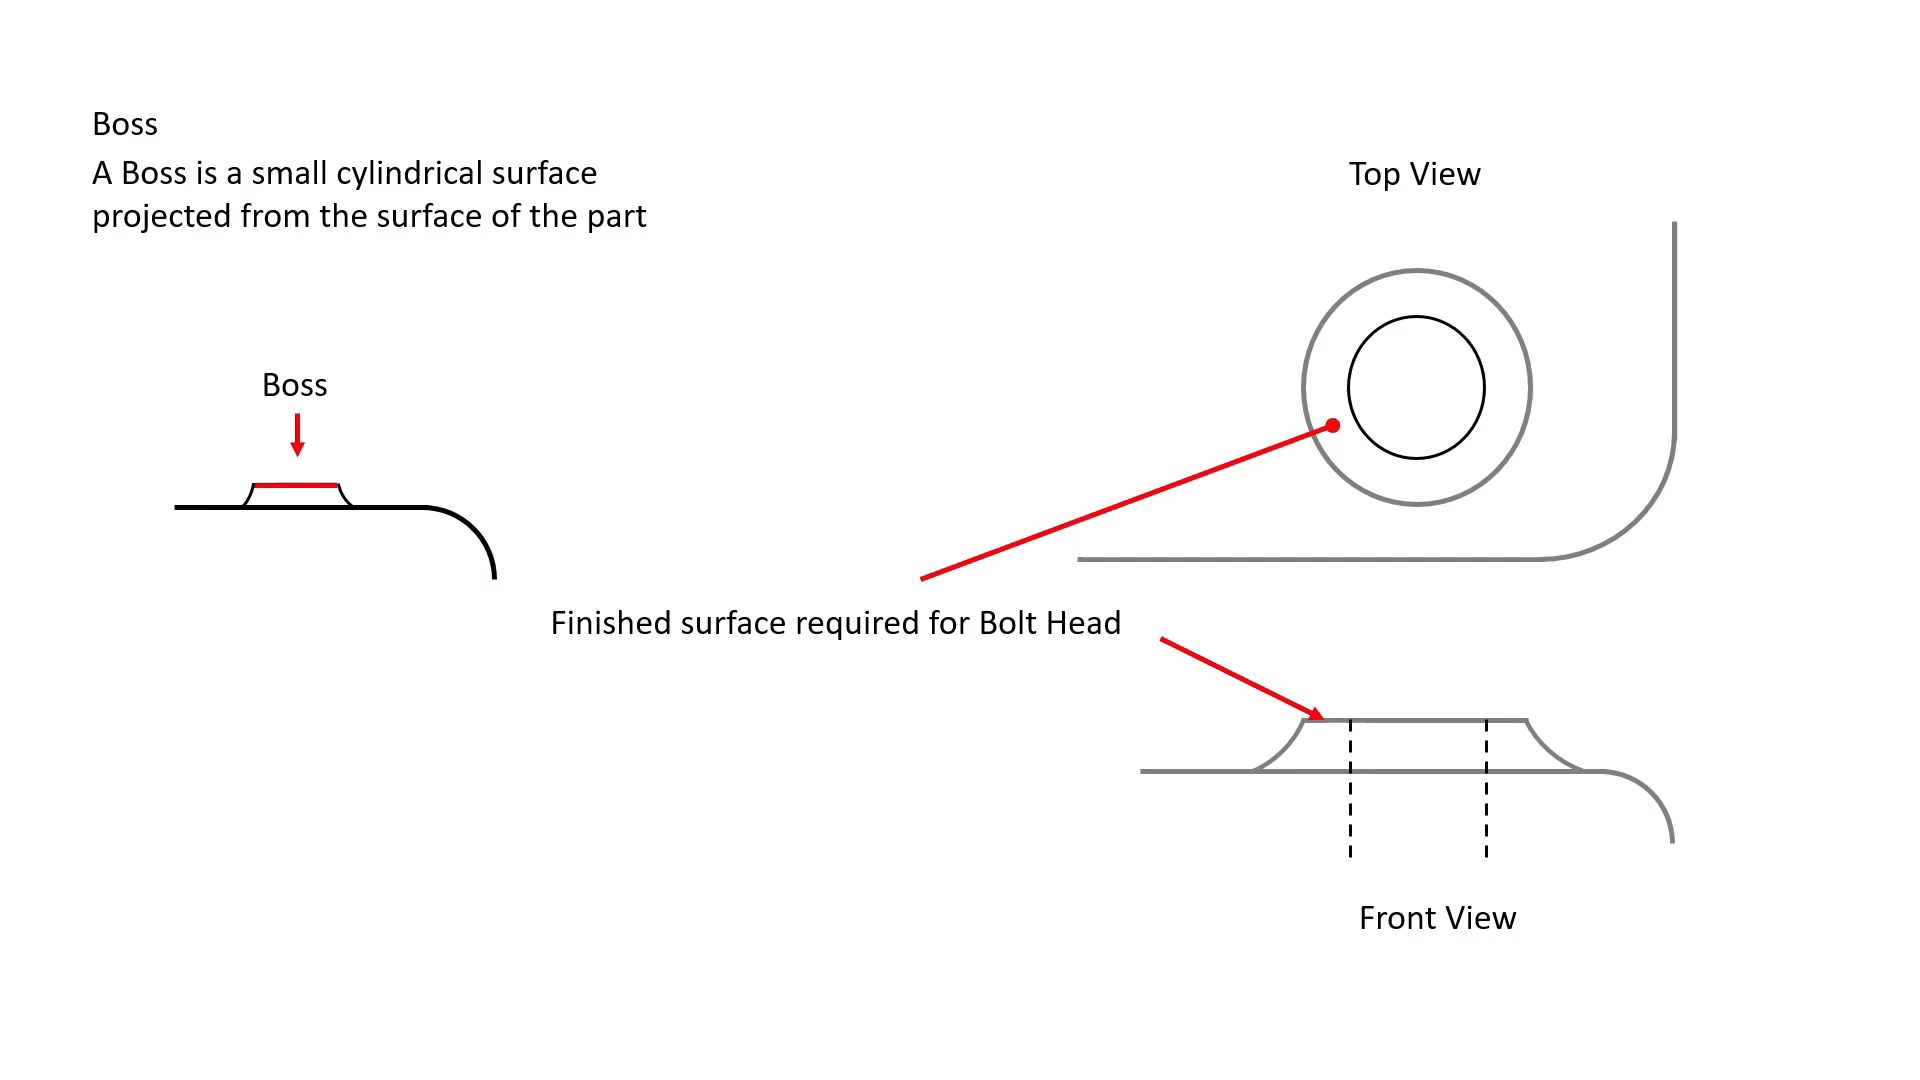 Boss
A Boss is a small cylindrical surface
projected from the surface of the part
Top View
Boss
Finished surface required for Bolt Head
Front View